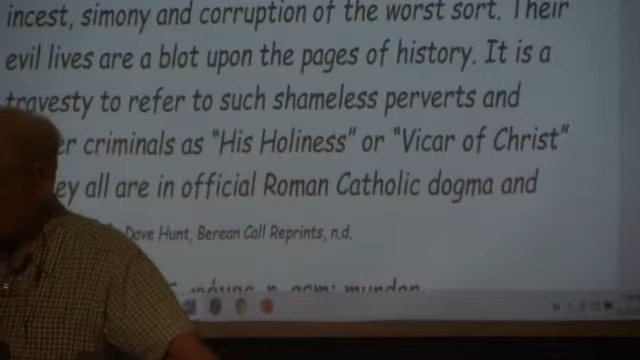 incest, simony and corruption of the worst sort. Their
evil lives are a blot upon the pages of history. It is a
travesty to refer to such shameless perverts and
er criminals as "His Holiness" or "Vicar of Christ"
ey all are in official Roman Catholic dogma and
Dave Hunt, Berean Call Reprints, n.d.